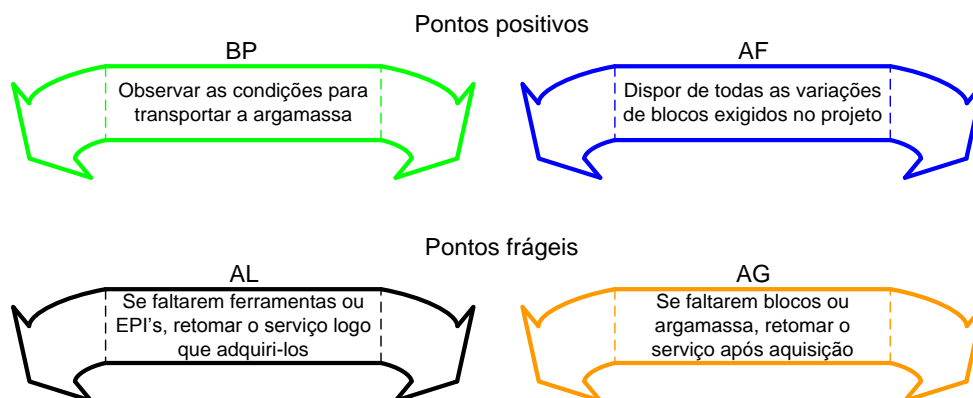 Pontos positivos
BP
Observar as condições para
transportar a argamassa
AF
Dispor de todas as variações
de blocos exigidos no projeto
Pontos frágeis
AL
Se faltarem ferramentas ou
EPI's, retomar o serviço logo
que adquiri-los
AG
Se faltarem blocos ou
argamassa, retomar o
serviço após aquisição